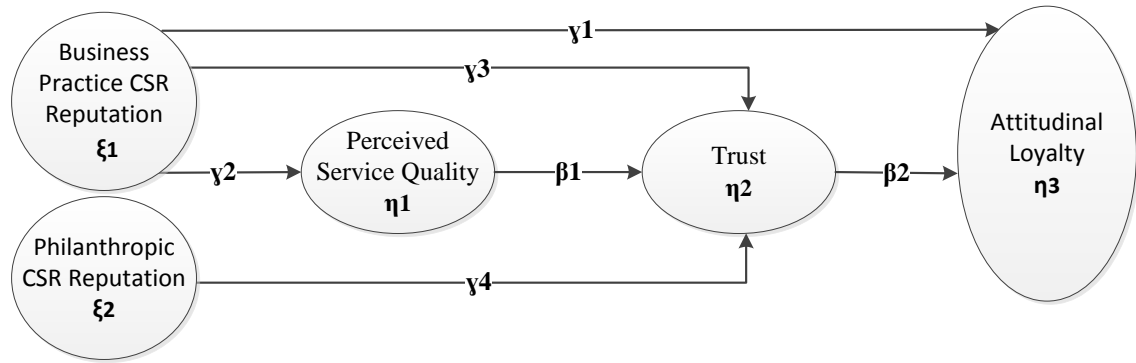 Business
Practice CSR
Reputation
ξ1
ɣ1
ɣ3
ɣ2
Perceived
Service Quality
η1
β1
Trust
η2
β2
Attitudinal
Loyalty
η3
Philanthropic
CSR Reputation
ξ2
ɣ4